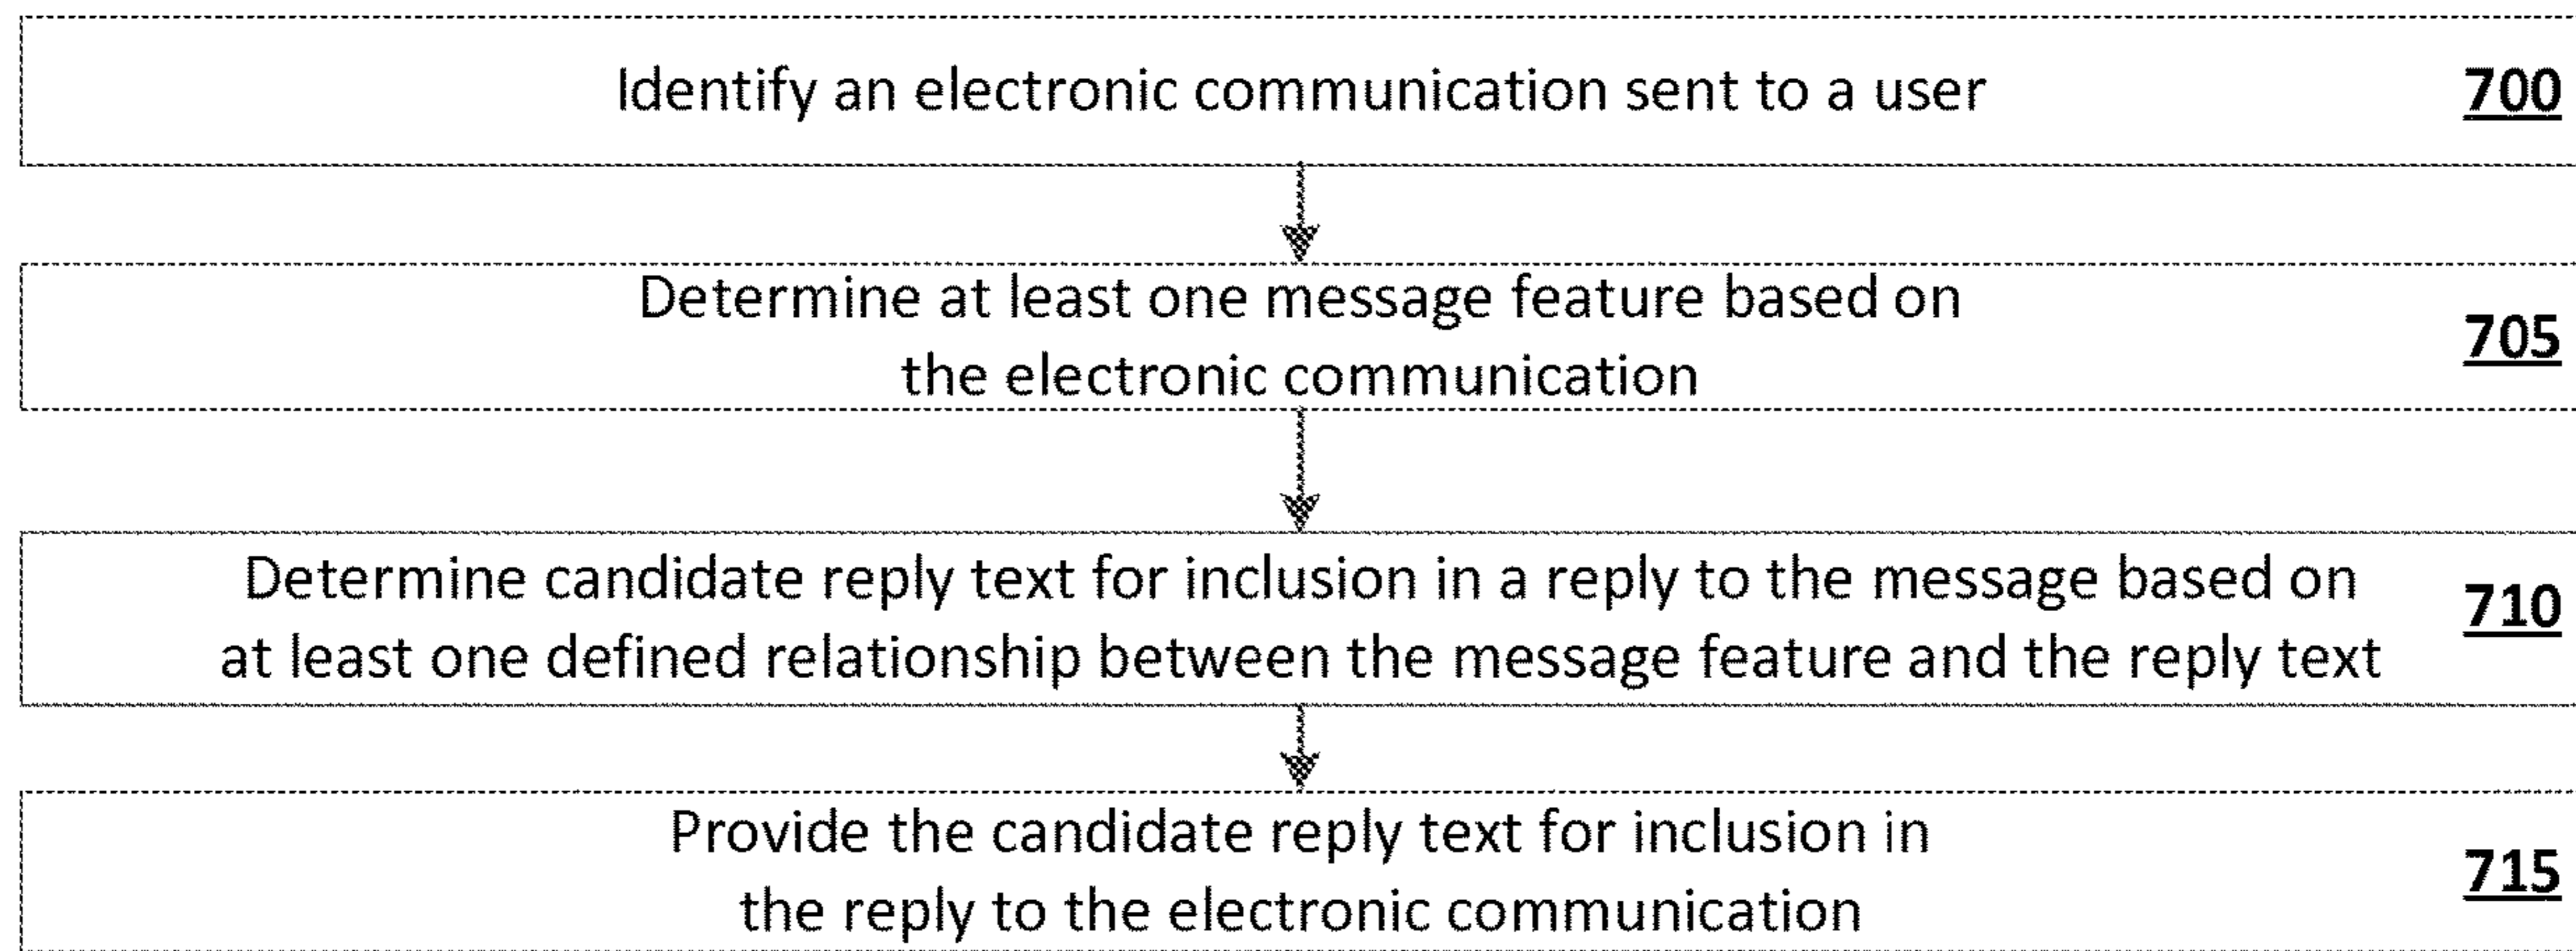 Identify an electronic communication sent to a user 700
Determine at least one message feature based on
the electronic communication
705
Determine candidate reply text for inclusion in a reply to the message based on
at least one defined relationship between the message feature and the reply text
710
Provide the candidate reply text for inclusion in
the reply to the electronic communication
715